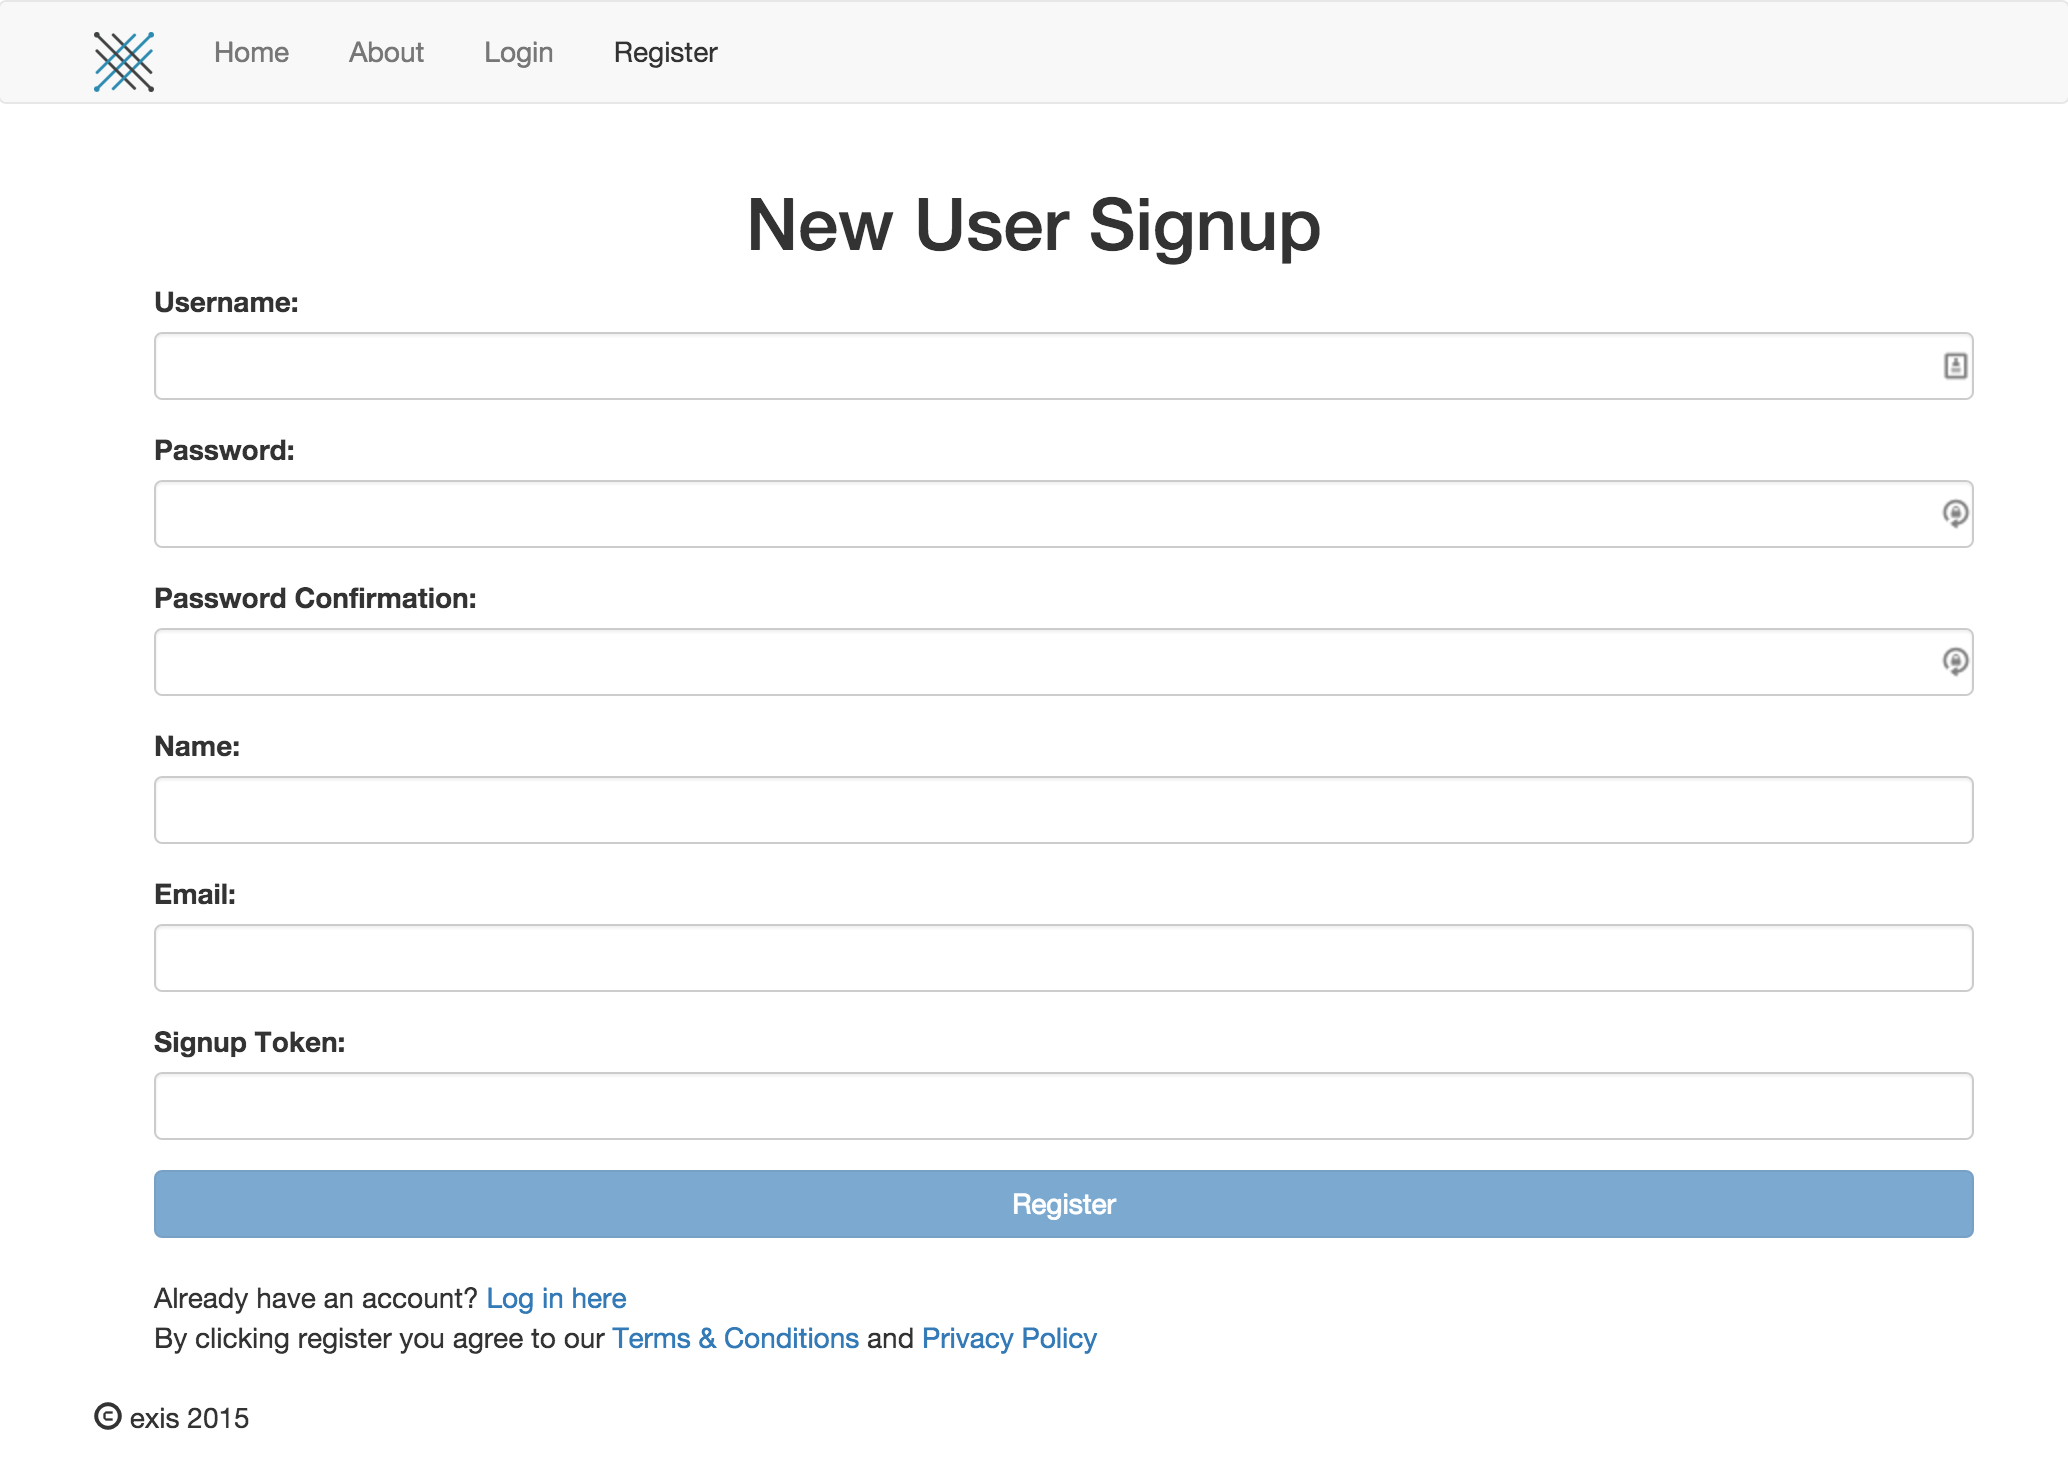 Home About Login Register
New User Signup
Username:
Password:
Password Confirmation:
Name:
Email:
Signup Token:
Register
Already have an account? Log in here
By clicking register you agree to our Terms & Conditions and Privacy Policy
© exis 2015